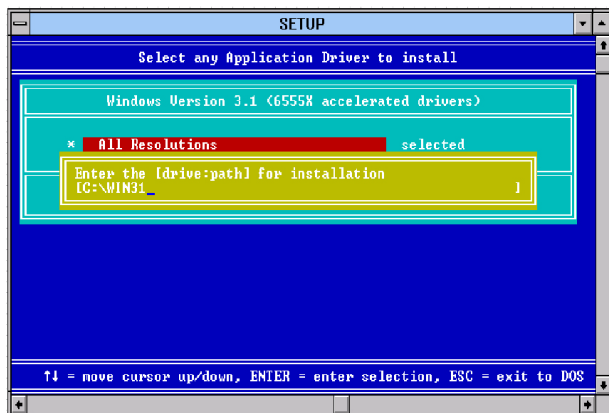 SETUP
Select any Application Driver to install
Windows Version 3.1 (6555X accelerated drivers)
* All Resolutions selected
Enter the [drive:path] for installation
[C:\WIN31_ ]
↑↓ = move cursor up/down, ENTER = enter selection, ESC = exit to DOS